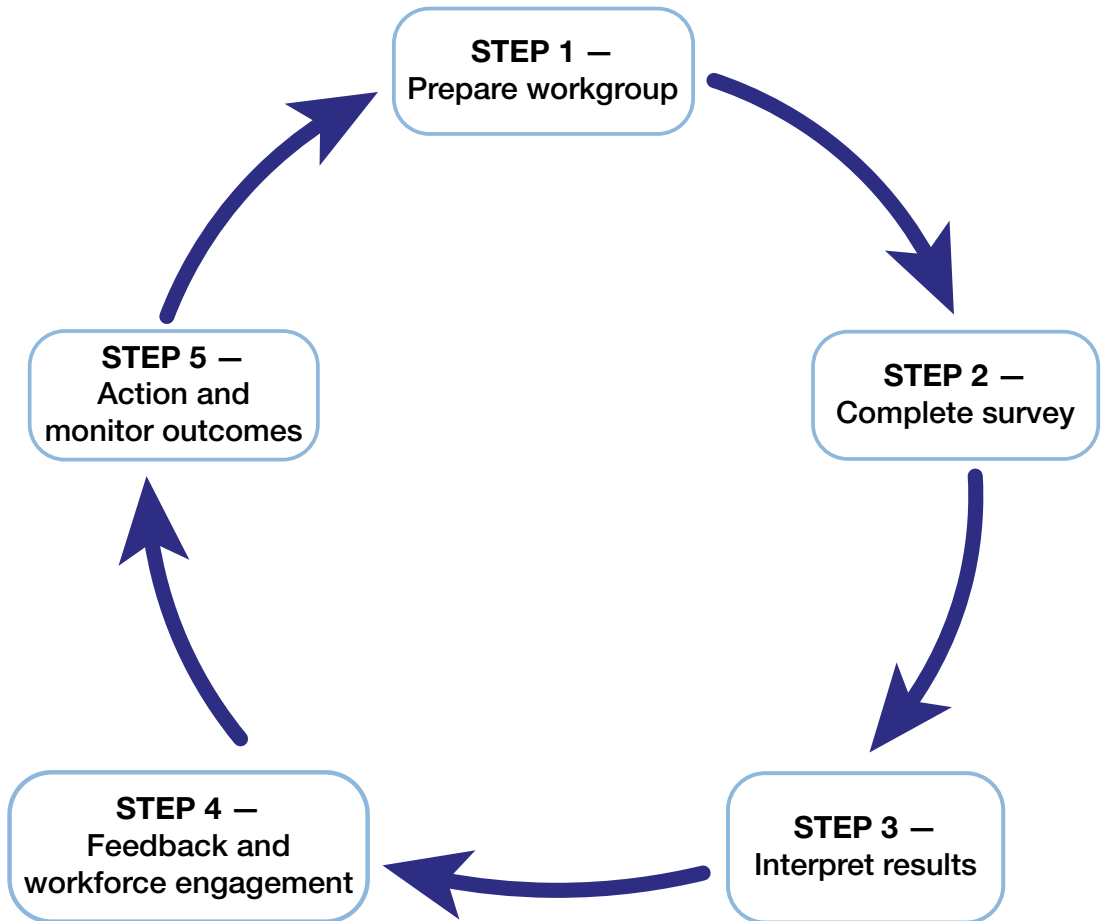 STEP 1 —
Prepare workgroup
STEP 2 —
Complete survey
STEP 3 —
Interpret results
STEP 4 —
Feedback and
workforce engagement
STEP 5 —
Action and
monitor outcomes